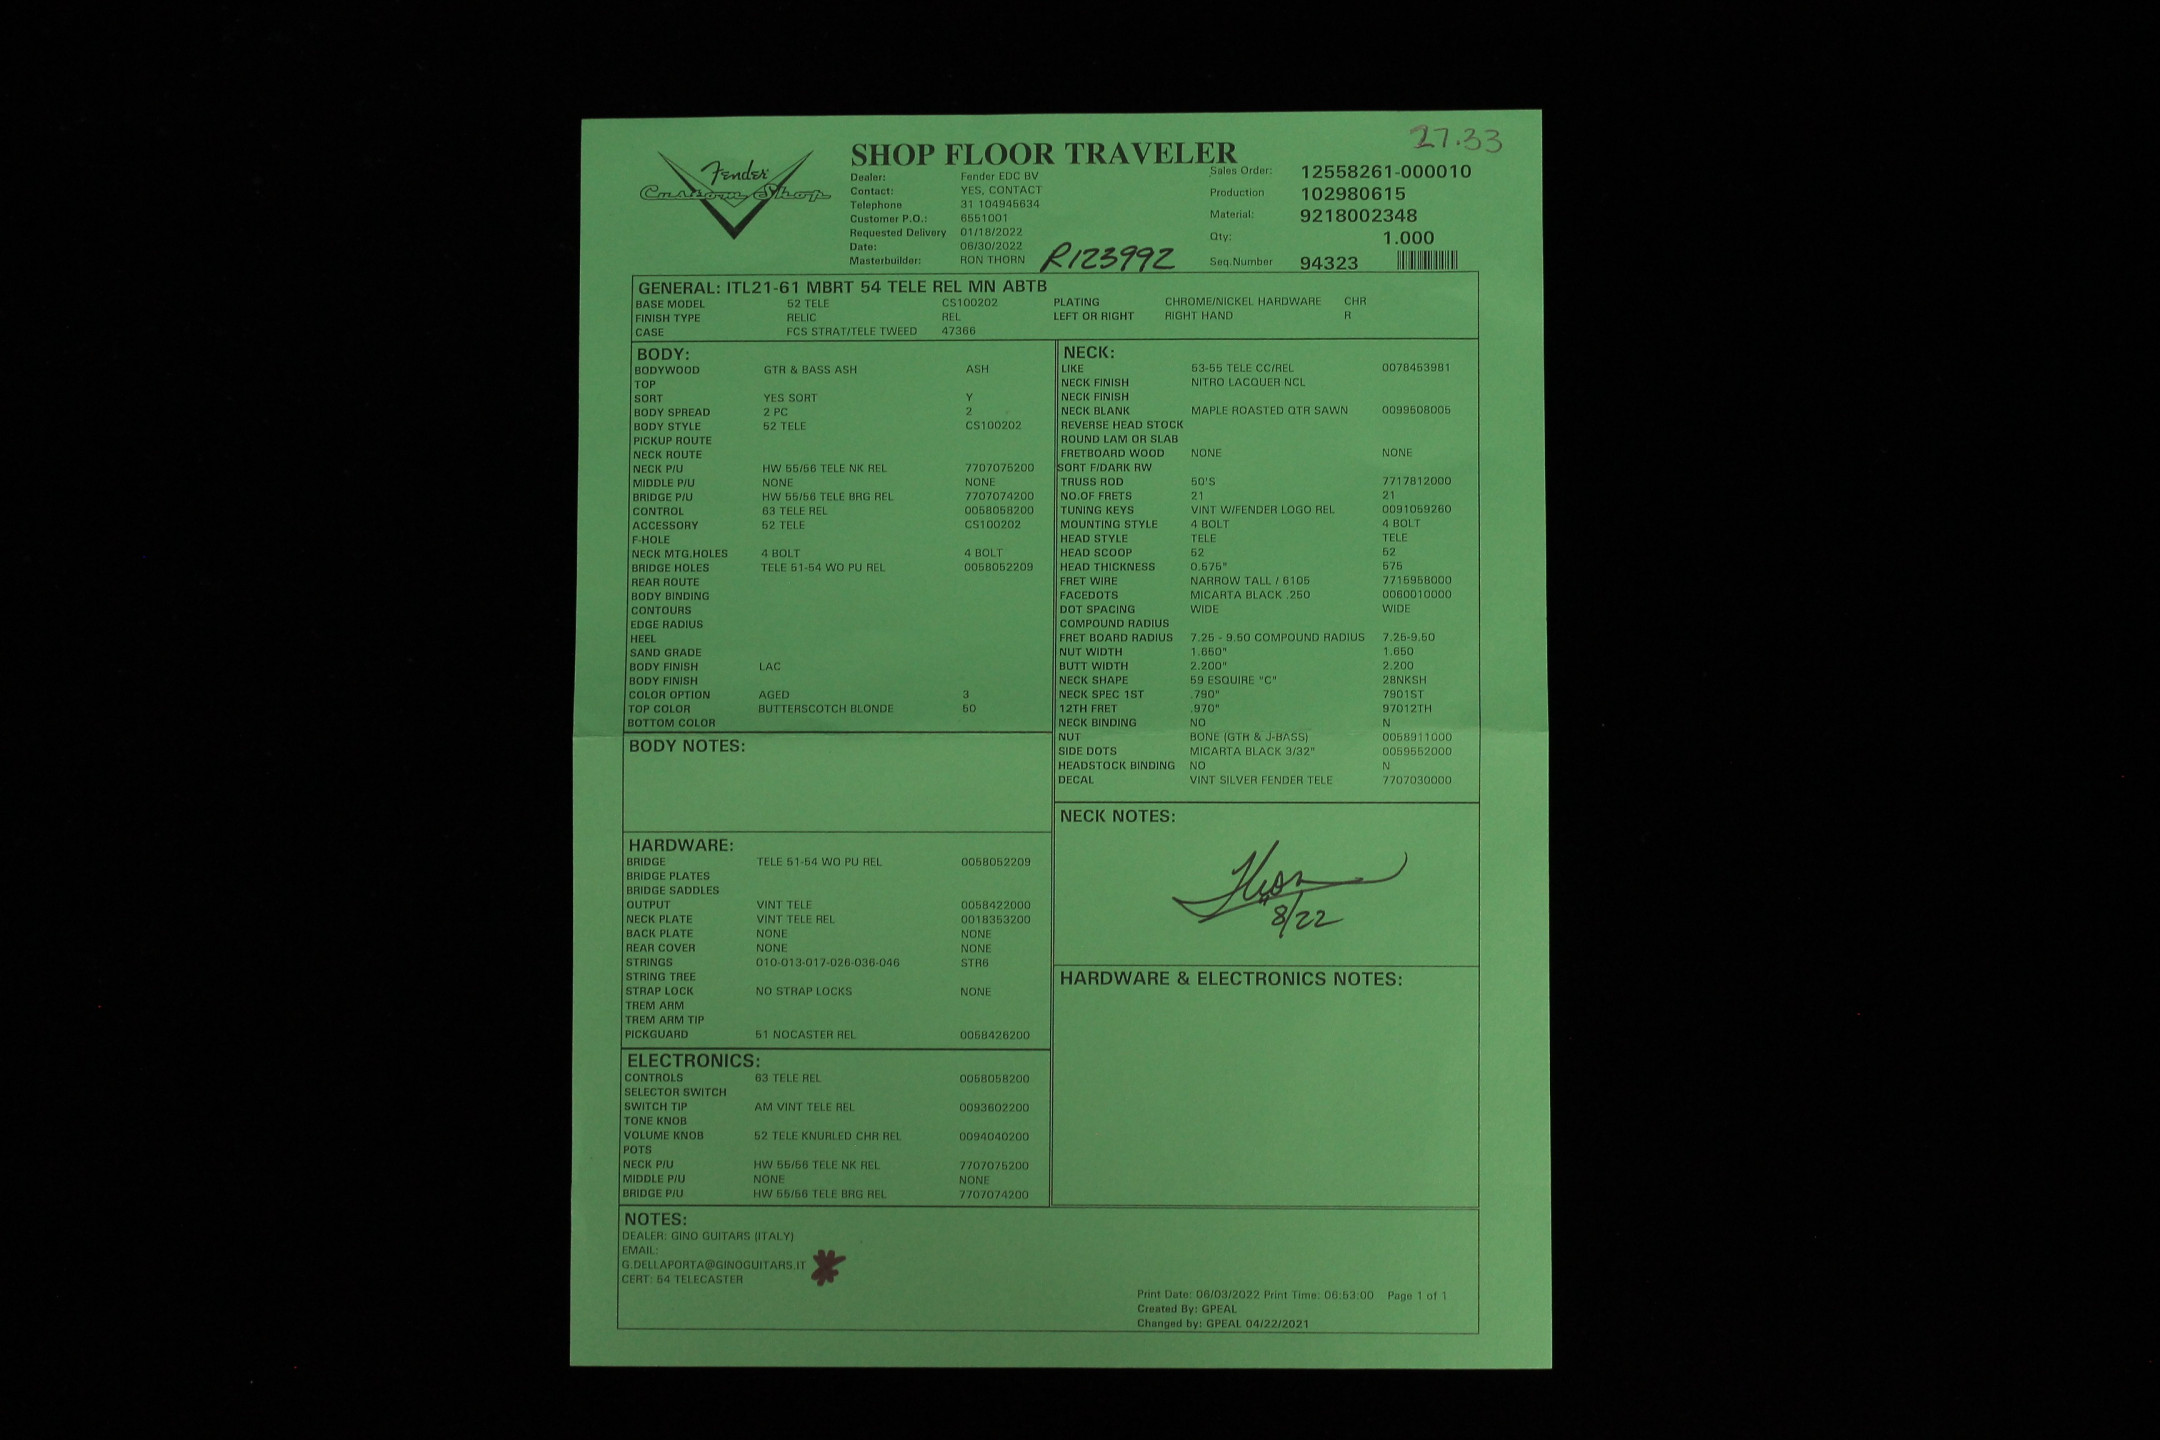 27.33
Fender
Custom Shop
SHOP FLOOR TRAVELER
Dealer: Fender EDC BV
Contact: YES, CONTACT
Telephone 31 104945634
Customer P.O.: 6551001
Requested Delivery 01/18/2022
Date: 06/30/2022
Masterbuilder: RON THORN
R123992
Sales Order: 12558261-000010
Production 102980615
Material: 9218002348
Qty: 1.000
Seq.Number 94323
GENERAL: ITL21-61 MBRT 54 TELE REL MN ABTB
BASE MODEL 52 TELE CS100202 PLATING CHROME/NICKEL HARDWARE CHR
FINISH TYPE RELIC REL LEFT OR RIGHT RIGHT HAND R
CASE FCS STRAT/TELE TWEED 47366
BODY:
BODYWOOD GTR & BASS ASH ASH
TOP
SORT YES SORT Y
BODY SPREAD 2 PC 2
BODY STYLE 52 TELE CS100202
PICKUP ROUTE
NECK ROUTE
NECK P/U HW 55/56 TELE NK REL 7707075200
MIDDLE P/U NONE NONE
BRIDGE P/U HW 55/56 TELE BRG REL 7707074200
CONTROL 63 TELE REL 0058058200
ACCESSORY 52 TELE CS100202
F-HOLE
NECK MTG.HOLES 4 BOLT 4 BOLT
BRIDGE HOLES TELE 51-54 WO PU REL 0058052209
REAR ROUTE
BODY BINDING
CONTOURS
EDGE RADIUS
HEEL
SAND GRADE
BODY FINISH LAC
BODY FINISH
COLOR OPTION AGED 3
TOP COLOR BUTTERSCOTCH BLONDE 50
BOTTOM COLOR
BODY NOTES:
HARDWARE:
BRIDGE TELE 51-54 WO PU REL 0058052209
BRIDGE PLATES
BRIDGE SADDLES
OUTPUT VINT TELE 0058422000
NECK PLATE VINT TELE REL 0018353200
BACK PLATE NONE NONE
REAR COVER NONE NONE
STRINGS 010-013-017-026-036-046 STR6
STRING TREE
STRAP LOCK NO STRAP LOCKS NONE
TREM ARM
TREM ARM TIP
PICKGUARD 51 NOCASTER REL 0058426200
ELECTRONICS:
CONTROLS 63 TELE REL 0058058200
SELECTOR SWITCH
SWITCH TIP AM VINT TELE REL 0093602200
TONE KNOB
VOLUME KNOB 52 TELE KNURLED CHR REL 0094040200
POTS
NECK P/U HW 55/56 TELE NK REL 7707075200
MIDDLE P/U NONE NONE
BRIDGE P/U HW 55/56 TELE BRG REL 7707074200
NECK:
LIKE 53-55 TELE CC/REL 0078453981
NECK FINISH NITRO LACQUER NCL
NECK FINISH
NECK BLANK MAPLE ROASTED QTR SAWN 0099508005
REVERSE HEAD STOCK
ROUND LAM OR SLAB
FRETBOARD WOOD NONE NONE
SORT F/DARK RW
TRUSS ROD 50'S 7717812000
NO.OF FRETS 21 21
TUNING KEYS VINT W/FENDER LOGO REL 0091059260
MOUNTING STYLE 4 BOLT 4 BOLT
HEAD STYLE TELE TELE
HEAD SCOOP 52 52
HEAD THICKNESS 0.575" 575
FRET WIRE NARROW TALL / 6105 7715958000
FACEDOTS MICARTA BLACK .250 0060010000
DOT SPACING WIDE WIDE
COMPOUND RADIUS
FRET BOARD RADIUS 7.25 - 9.50 COMPOUND RADIUS 7.25-9.50
NUT WIDTH 1.650" 1.650
BUTT WIDTH 2.200" 2.200
NECK SHAPE 59 ESQUIRE "C" 28NKSH
NECK SPEC 1ST .790" 7901ST
12TH FRET .970" 97012TH
NECK BINDING NO N
NUT BONE (GTR & J-BASS) 0058911000
SIDE DOTS MICARTA BLACK 3/32" 0059552000
HEADSTOCK BINDING NO N
DECAL VINT SILVER FENDER TELE 7707030000
NECK NOTES:
8/22
HARDWARE & ELECTRONICS NOTES:
NOTES:
DEALER: GINO GUITARS (ITALY)
EMAIL:
G.DELLAPORTA@GINOGUITARS.IT
CERT: 54 TELECASTER
Print Date: 06/03/2022 Print Time: 06:53:00 Page 1 of 1
Created By: GPEAL
Changed by: GPEAL 04/22/2021